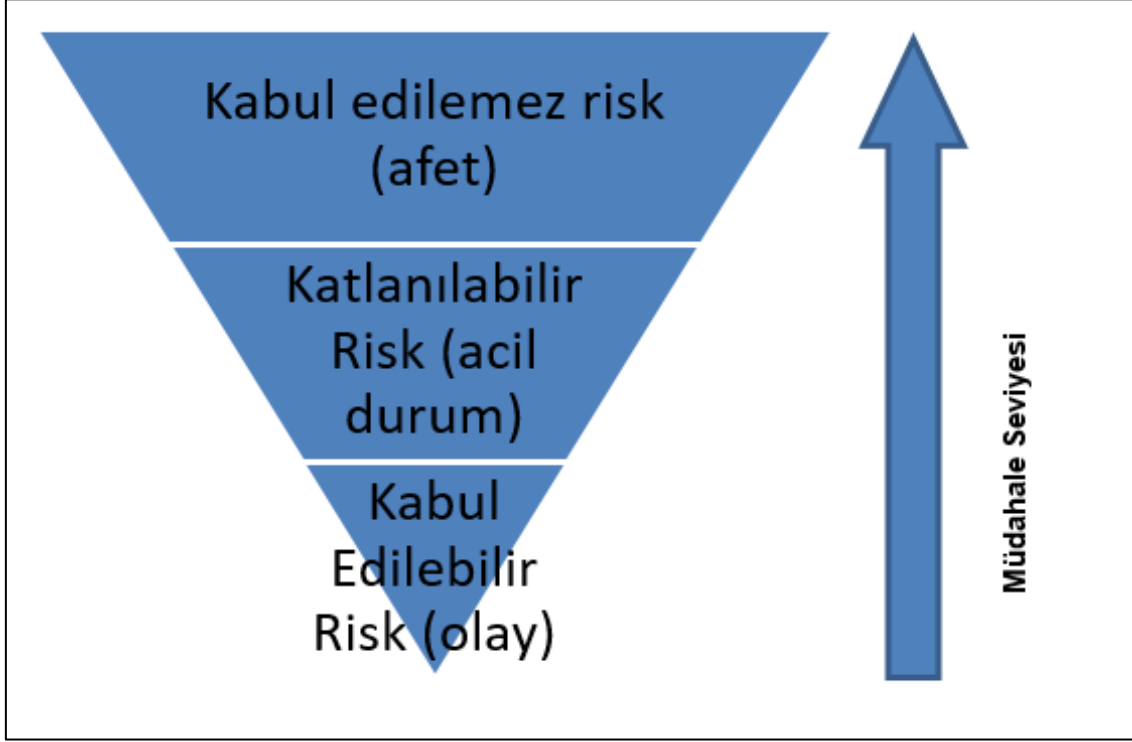 Kabul edilemez risk
(afet)
Katlanılabilir
Risk (acil
durum)
Kabul
Edilebilir
Risk (olay)
Müdahale Seviyesi